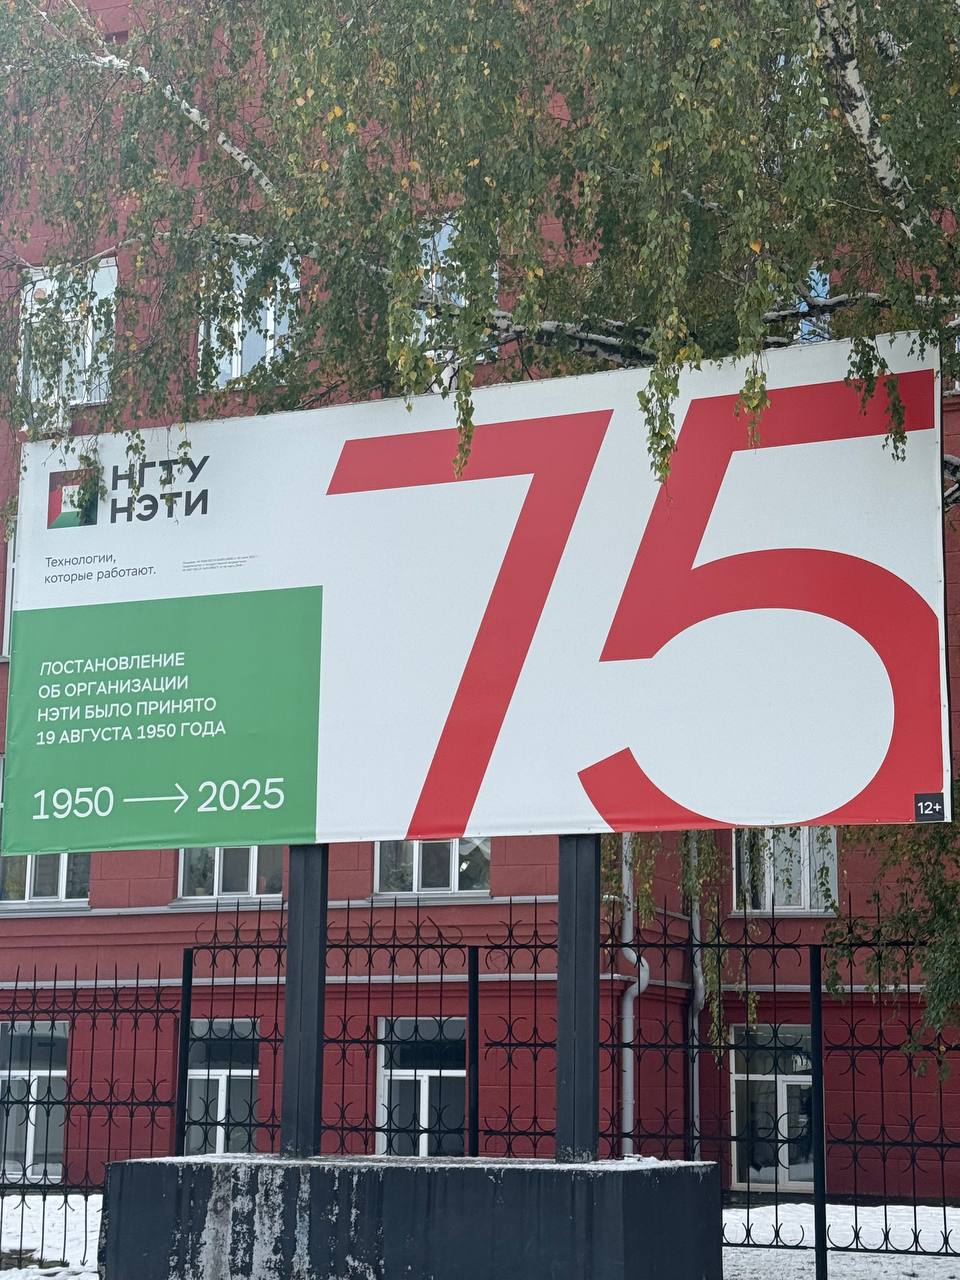 НГТУ
НЭТИ
Технологии,
которые работают.
75
ПОСТАНОВЛЕНИЕ
ОБ ОРГАНИЗАЦИИ
НЭТИ БЫЛО ПРИНЯТО
19 АВГУСТА 1950 ГОДА
1950 → 2025
12+